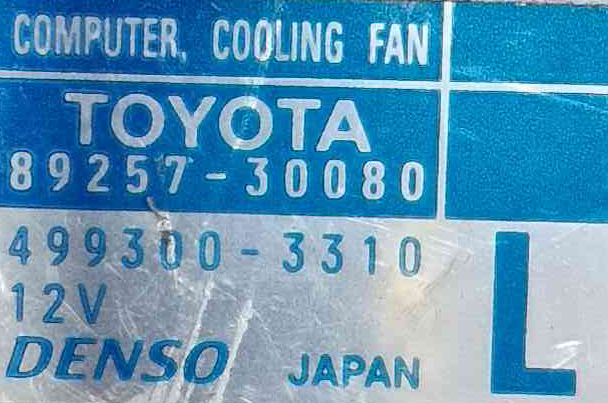 COMPUTER, COOLING FAN
TOYOTA
89257-30080
499300-3310
12V
DENSO JAPAN
L